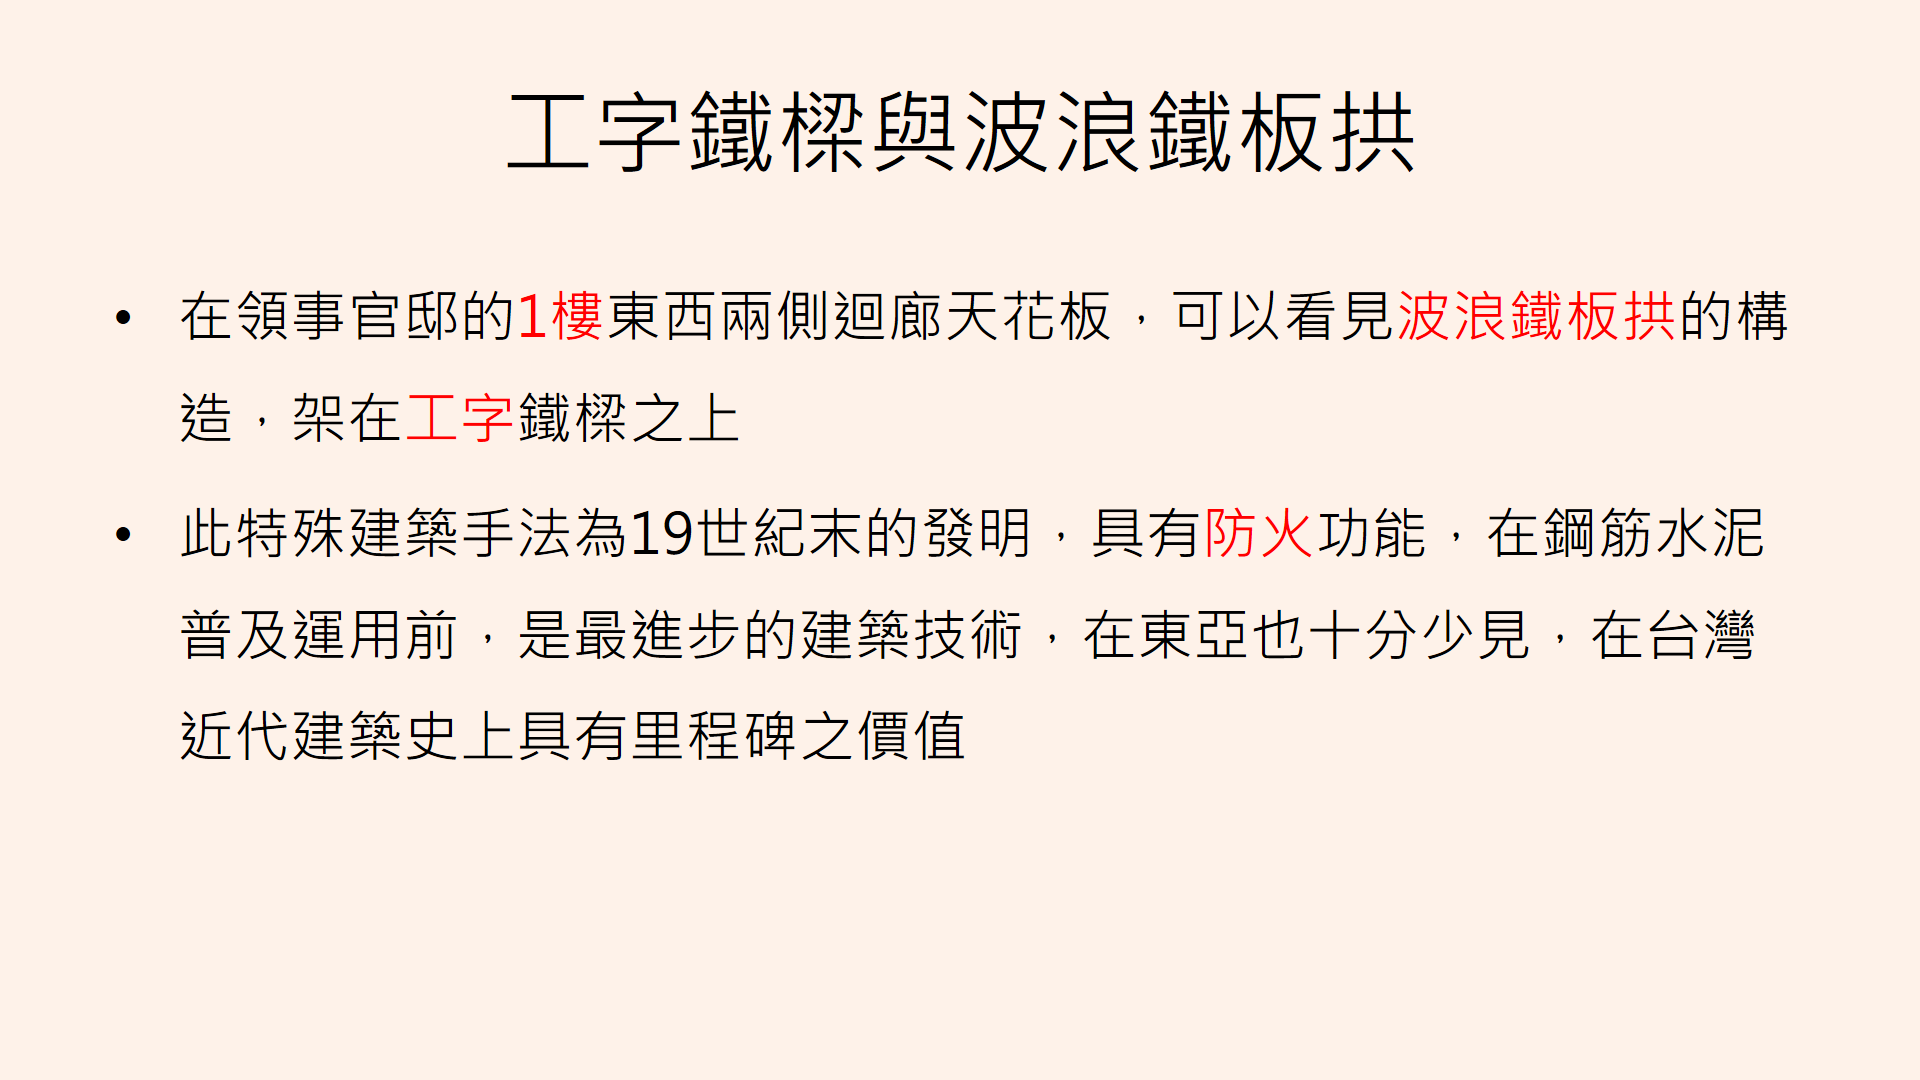 工字鐵樑與波浪鐵板拱
• 在領事官邸的1樓東西兩側迴廊天花板，可以看見波浪鐵板拱的構
造，架在工字鐵樑之上
• 此特殊建築手法為19世紀末的發明，具有防火功能，在鋼筋水泥
普及運用前，是最進步的建築技術，在東亞也十分少見，在台灣
近代建築史上具有里程碑之價值